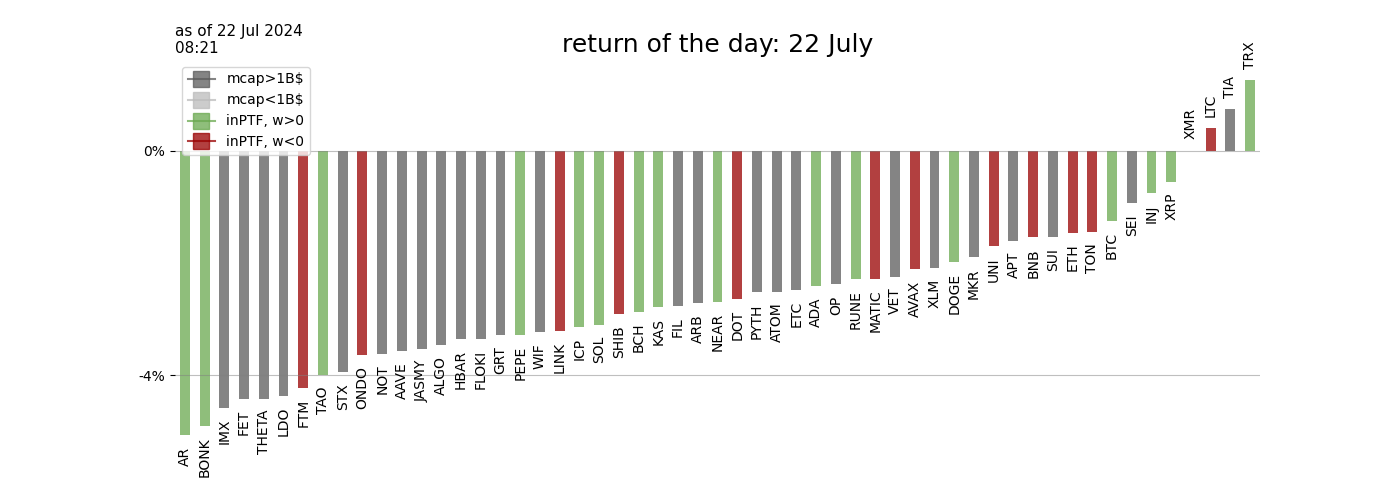 as of 22 Jul 2024
08:21
return of the day: 22 July
mcap>1B$
mcap<1B$
inPTF, w>0
inPTF, w<0
0%
-4%
AR
BONK
IMX
FET
THETA
LDO
FTM
TAO
STX
ONDO
NOT
AAVE
JASMY
ALGO
HBAR
FLOKI
GRT
PEPE
WIF
LINK
ICP
SOL
SHIB
BCH
KAS
FIL
ARB
NEAR
DOT
PYTH
ATOM
ETC
ADA
OP
RUNE
MATIC
VET
AVAX
XLM
DOGE
MKR
UNI
APT
BNB
SUI
ETH
TON
BTC
SEI
INJ
XRP
XMR
LTC
TIA
TRX